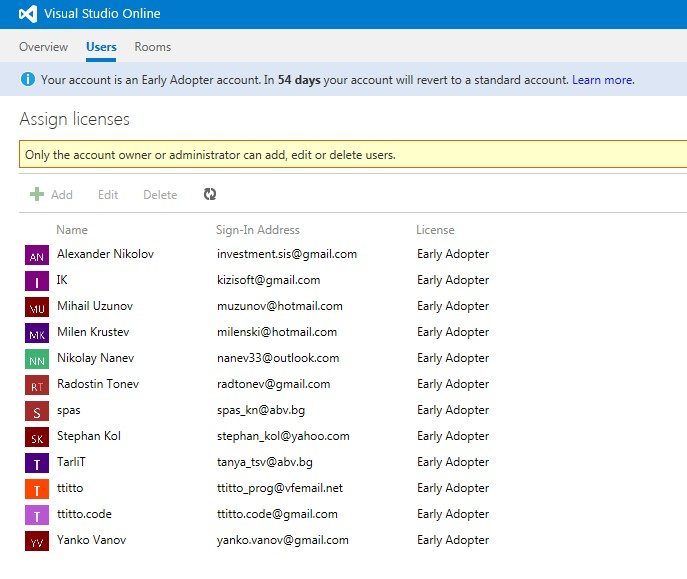 Visual Studio Online
Overview Users Rooms
Your account is an Early Adopter account. In 54 days your account will revert to a standard account. Learn more.
Assign licenses
Only the account owner or administrator can add, edit or delete users.
Add Edit Delete
Name Sign-In Address License
AN Alexander Nikolov investment.sis@gmail.com Early Adopter
I IK kizisoft@gmail.com Early Adopter
MU Mihail Uzunov muzunov@hotmail.com Early Adopter
MK Milen Krustev milenski@hotmail.com Early Adopter
NN Nikolay Nanev nanev33@outlook.com Early Adopter
RT Radostin Tonev radtonev@gmail.com Early Adopter
S spas spas_kn@abv.bg Early Adopter
SK Stephan Kol stephan_kol@yahoo.com Early Adopter
T TarliT tanya_tsv@abv.bg Early Adopter
T ttitto ttitto_prog@vfemail.net Early Adopter
T ttitto.code ttitto.code@gmail.com Early Adopter
YV Yanko Vanov yanko.vanov@gmail.com Early Adopter